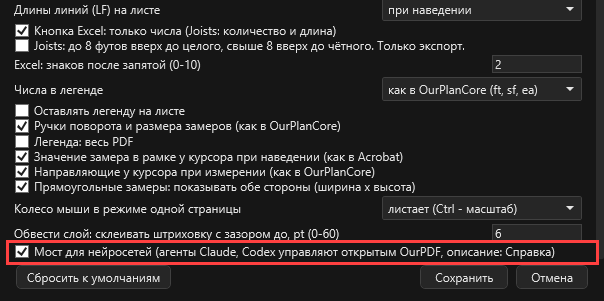 Длины линий (LF) на листе
при наведении
Кнопка Excel: только числа (Joists: количество и длина)
Joists: до 8 футов вверх до целого, свыше 8 вверх до чётного. Только экспорт.
Excel: знаков после запятой (0-10)
2
Числа в легенде
как в OurPlanCore (ft, sf, ea)
Оставлять легенду на листе
Ручки поворота и размера замеров (как в OurPlanCore)
Легенда: весь PDF
Значение замера в рамке у курсора при наведении (как в Acrobat)
Направляющие у курсора при измерении (как в OurPlanCore)
Прямоугольные замеры: показывать обе стороны (ширина x высота)
Колесо мыши в режиме одной страницы
листает (Ctrl - масштаб)
Обвести слой: склеивать штриховку с зазором до, pt (0-60)
6
Мост для нейросетей (агенты Claude, Codex управляют открытым OurPDF, описание: Справка)
Сбросить к умолчаниям
Сохранить
Отмена